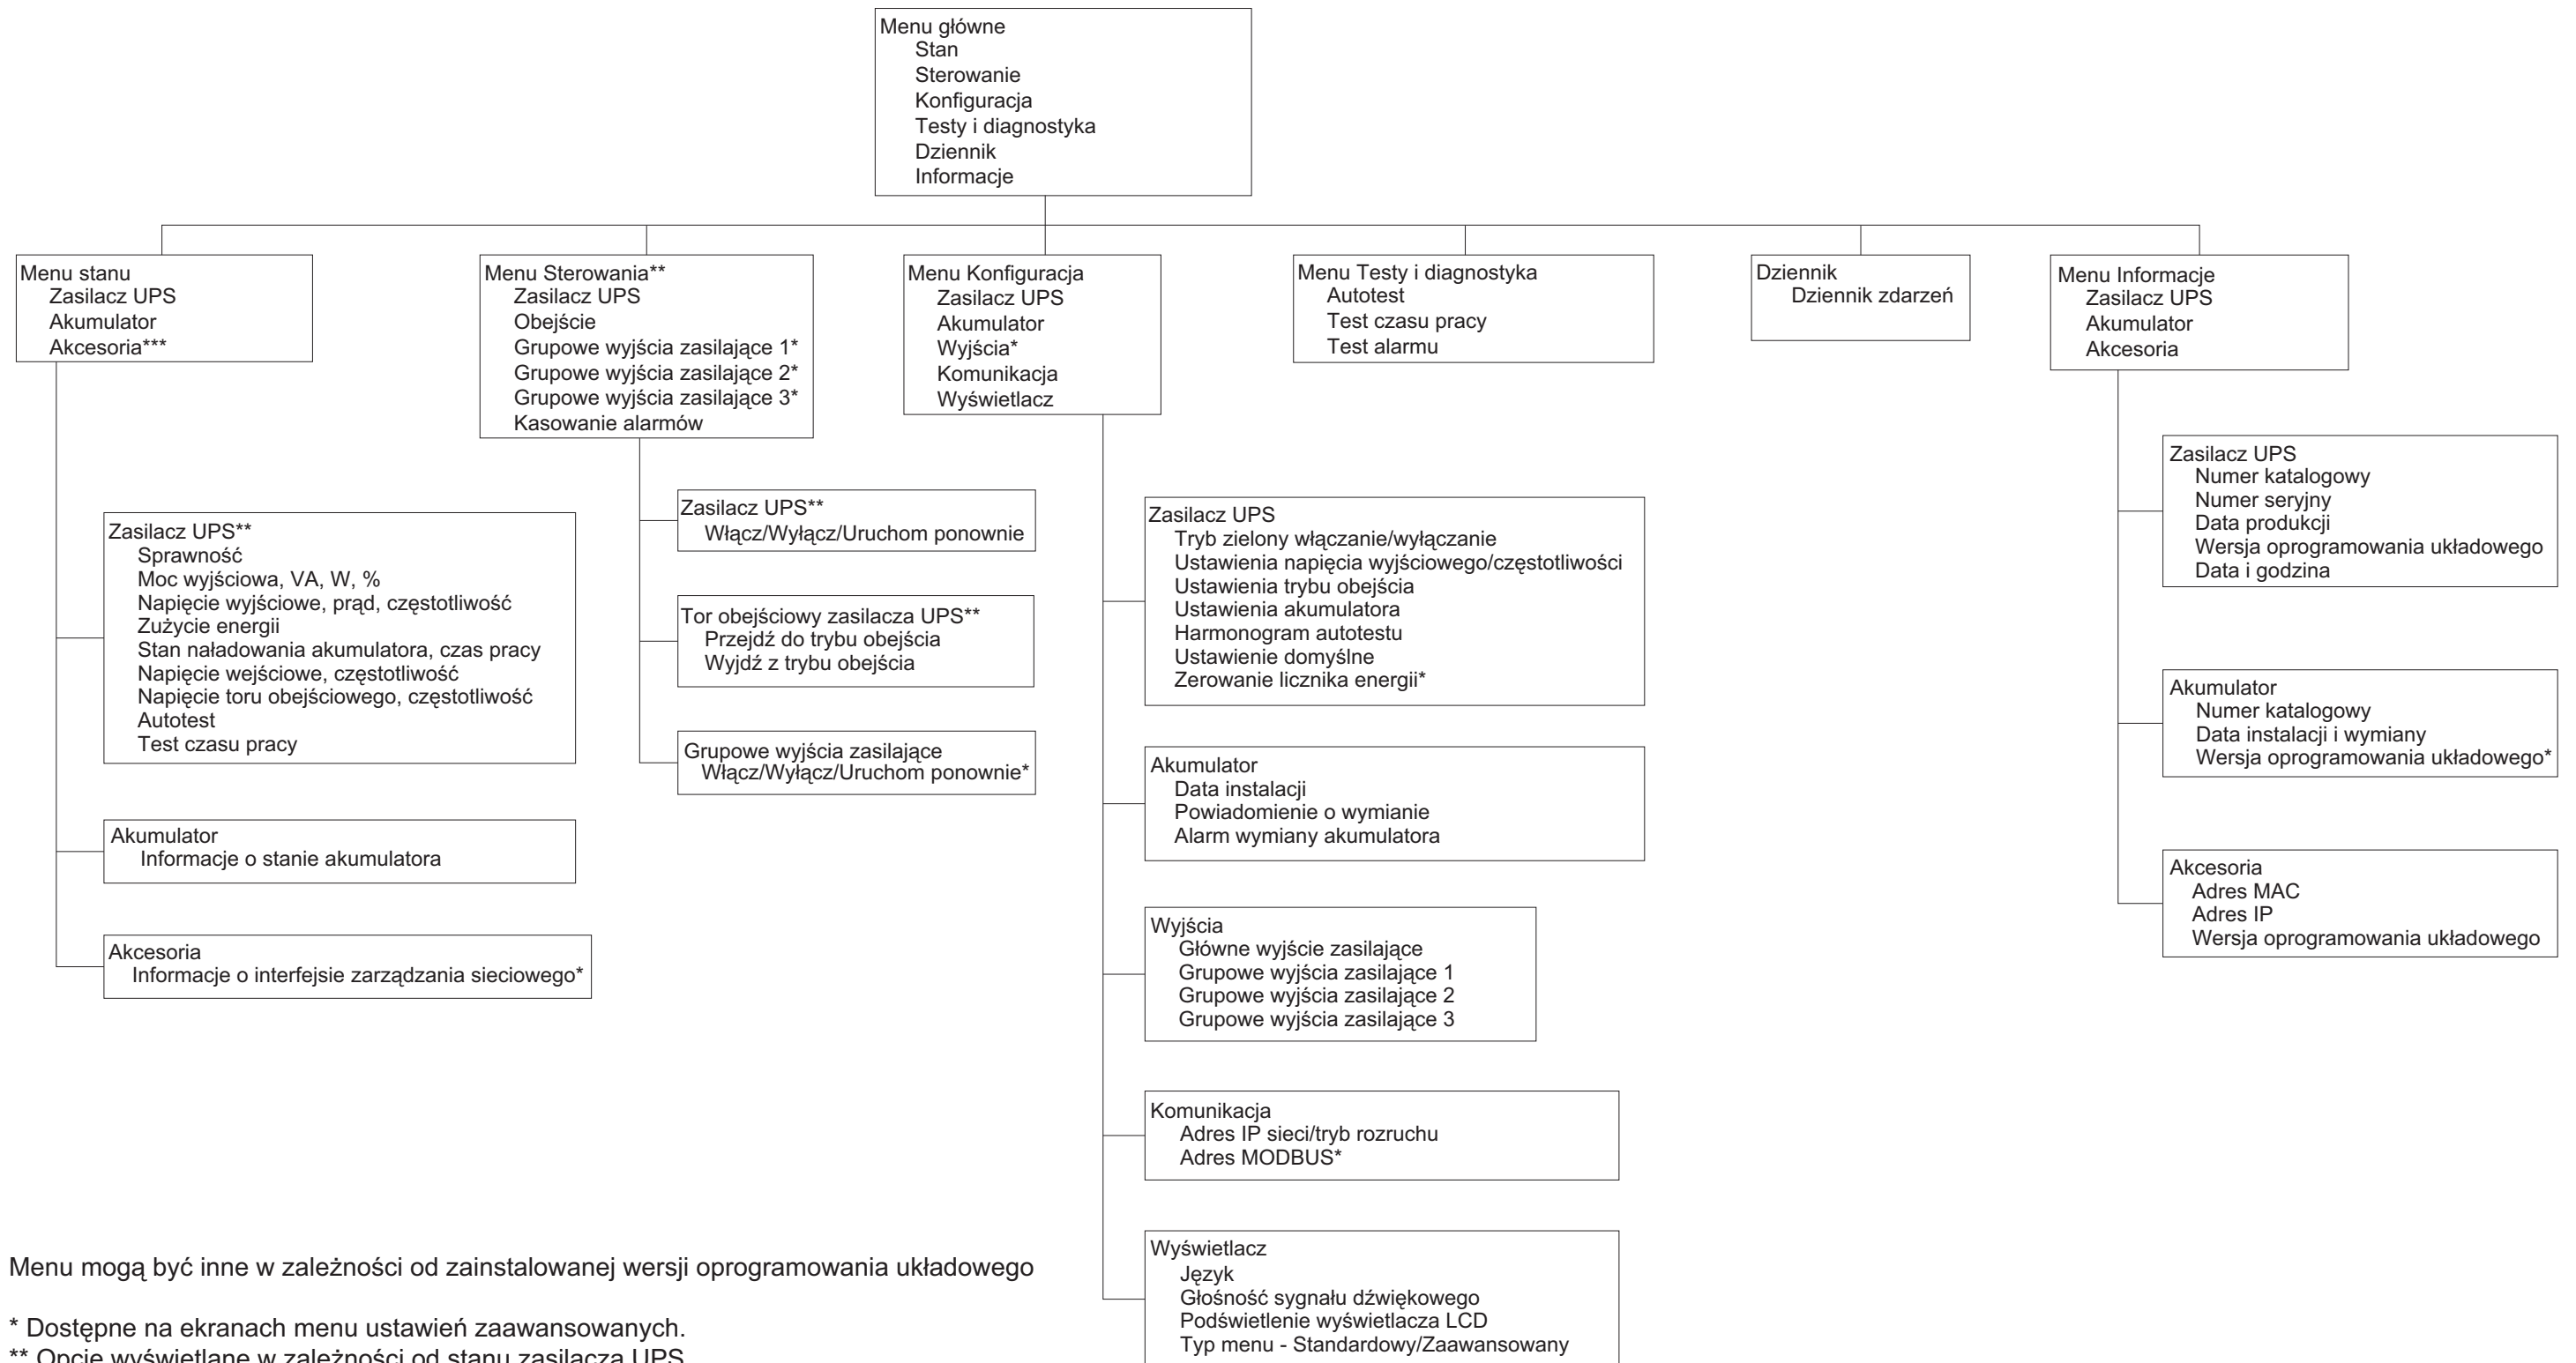 Menu główne
Stan
Sterowanie
Konfiguracja
Testy i diagnostyka
Dziennik
Informacje
Menu stanu
Zasilacz UPS
Akumulator
Akcesoria***
Zasilacz UPS**
Sprawność
Moc wyjściowa, VA, W, %
Napięcie wyjściowe, prąd, częstotliwość
Zużycie energii
Stan naładowania akumulatora, czas pracy
Napięcie wejściowe, częstotliwość
Napięcie toru obejściowego, częstotliwość
Autotest
Test czasu pracy
Akumulator
Informacje o stanie akumulatora
Akcesoria
Informacje o interfejsie zarządzania sieciowego*
Menu Sterowania**
Zasilacz UPS
Obejście
Grupowe wyjścia zasilające 1*
Grupowe wyjścia zasilające 2*
Grupowe wyjścia zasilające 3*
Kasowanie alarmów
Zasilacz UPS**
Włącz/Wyłącz/Uruchom ponownie
Tor obejściowy zasilacza UPS**
Przejdź do trybu obejścia
Wyjdź z trybu obejścia
Grupowe wyjścia zasilające
Włącz/Wyłącz/Uruchom ponownie*
Menu Konfiguracja
Zasilacz UPS
Akumulator
Wyjścia*
Komunikacja
Wyświetlacz
Zasilacz UPS
Tryb zielony włączanie/wyłączanie
Ustawienia napięcia wyjściowego/częstotliwości
Ustawienia trybu obejścia
Ustawienia akumulatora
Harmonogram autotestu
Ustawienie domyślne
Zerowanie licznika energii*
Akumulator
Data instalacji
Powiadomienie o wymianie
Alarm wymiany akumulatora
Wyjścia
Główne wyjście zasilające
Grupowe wyjścia zasilające 1
Grupowe wyjścia zasilające 2
Grupowe wyjścia zasilające 3
Komunikacja
Adres IP sieci/tryb rozruchu
Adres MODBUS*
Wyświetlacz
Język
Głośność sygnału dźwiękowego
Podświetlenie wyświetlacza LCD
Typ menu - Standardowy/Zaawansowany
Menu Testy i diagnostyka
Autotest
Test czasu pracy
Test alarmu
Dziennik
Dziennik zdarzeń
Menu Informacje
Zasilacz UPS
Akumulator
Akcesoria
Zasilacz UPS
Numer katalogowy
Numer seryjny
Data produkcji
Wersja oprogramowania układowego
Data i godzina
Akumulator
Numer katalogowy
Data instalacji i wymiany
Wersja oprogramowania układowego*
Akcesoria
Adres MAC
Adres IP
Wersja oprogramowania układowego
Menu mogą być inne w zależności od zainstalowanej wersji oprogramowania układowego
* Dostępne na ekranach menu ustawień zaawansowanych.
** Opcje wyświetlane w zależności od stanu zasilacza UPS